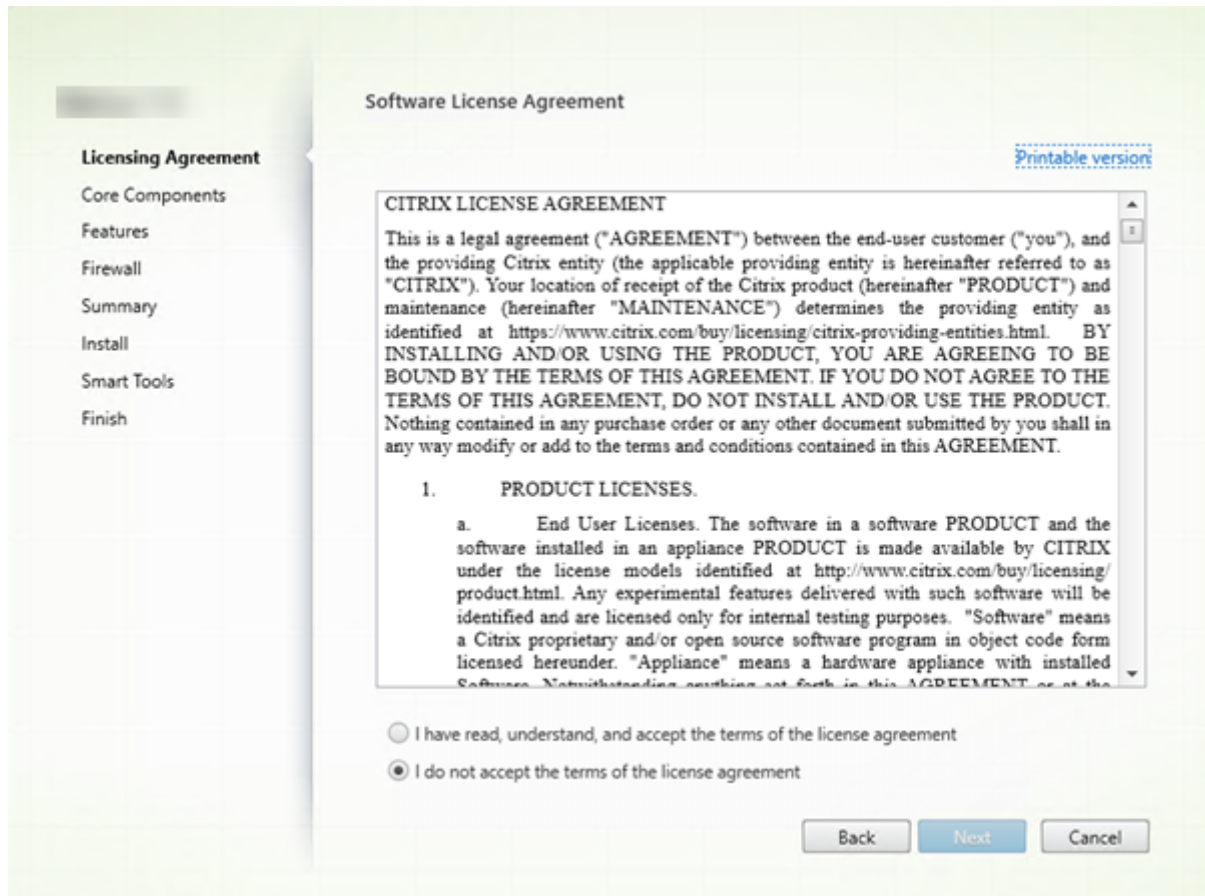 Software License Agreement
Licensing Agreement
Core Components
Features
Firewall
Summary
Install
Smart Tools
Finish
Printable version
CITRIX LICENSE AGREEMENT
This is a legal agreement ("AGREEMENT") between the end-user customer ("you"), and
the providing Citrix entity (the applicable providing entity is hereinafter referred to as
"CITRIX"). Your location of receipt of the Citrix product (hereinafter "PRODUCT") and
maintenance (hereinafter "MAINTENANCE") determines the providing entity as
identified at https://www.citrix.com/buy/licensing/citrix-providing-entities.html. BY
INSTALLING AND/OR USING THE PRODUCT, YOU ARE AGREEING TO BE
BOUND BY THE TERMS OF THIS AGREEMENT. IF YOU DO NOT AGREE TO THE
TERMS OF THIS AGREEMENT, DO NOT INSTALL AND/OR USE THE PRODUCT.
Nothing contained in any purchase order or any other document submitted by you shall in
any way modify or add to the terms and conditions contained in this AGREEMENT.
1. PRODUCT LICENSES.
a. End User Licenses. The software in a software PRODUCT and the
software installed in an appliance PRODUCT is made available by CITRIX
under the license models identified at http://www.citrix.com/buy/licensing/
product.html. Any experimental features delivered with such software will be
identified and are licensed only for internal testing purposes. "Software" means
a Citrix proprietary and/or open source software program in object code form
licensed hereunder. "Appliance" means a hardware appliance with installed
Software. Notwithstanding anything set forth in this AGREEMENT or at the
I have read, understand, and accept the terms of the license agreement
I do not accept the terms of the license agreement
Back
Next
Cancel